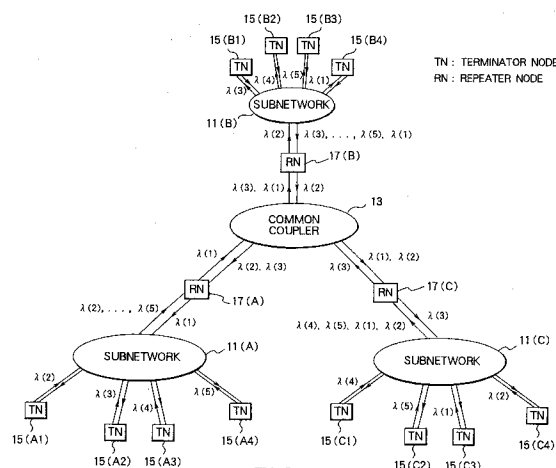 15(B2)
15(B3)
15(B1)
15(B4)
TN
TN
TN
TN
TN : TERMINATOR NODE
RN : REPEATER NODE
λ(4)
λ(5)
λ(3)
λ(1)
SUBNETWORK
11(B)
λ(2)
λ(3), ..., λ(5), λ(1)
RN
17(B)
λ(3), λ(1)
λ(2)
13
COMMON
COUPLER
λ(1)
λ(2), λ(3)
λ(1), λ(2)
λ(3)
RN
17(A)
RN
17(C)
λ(2), ..., λ(5)
λ(1)
λ(3)
λ(4), λ(5), λ(1), λ(2)
SUBNETWORK
11(A)
SUBNETWORK
11(C)
λ(2)
λ(3)
λ(4)
λ(5)
λ(4)
λ(5)
λ(1)
λ(2)
TN
TN
TN
TN
TN
TN
TN
TN
15(A1)
15(A2)
15(A3)
15(A4)
15(C1)
15(C2)
15(C3)
15(C4)